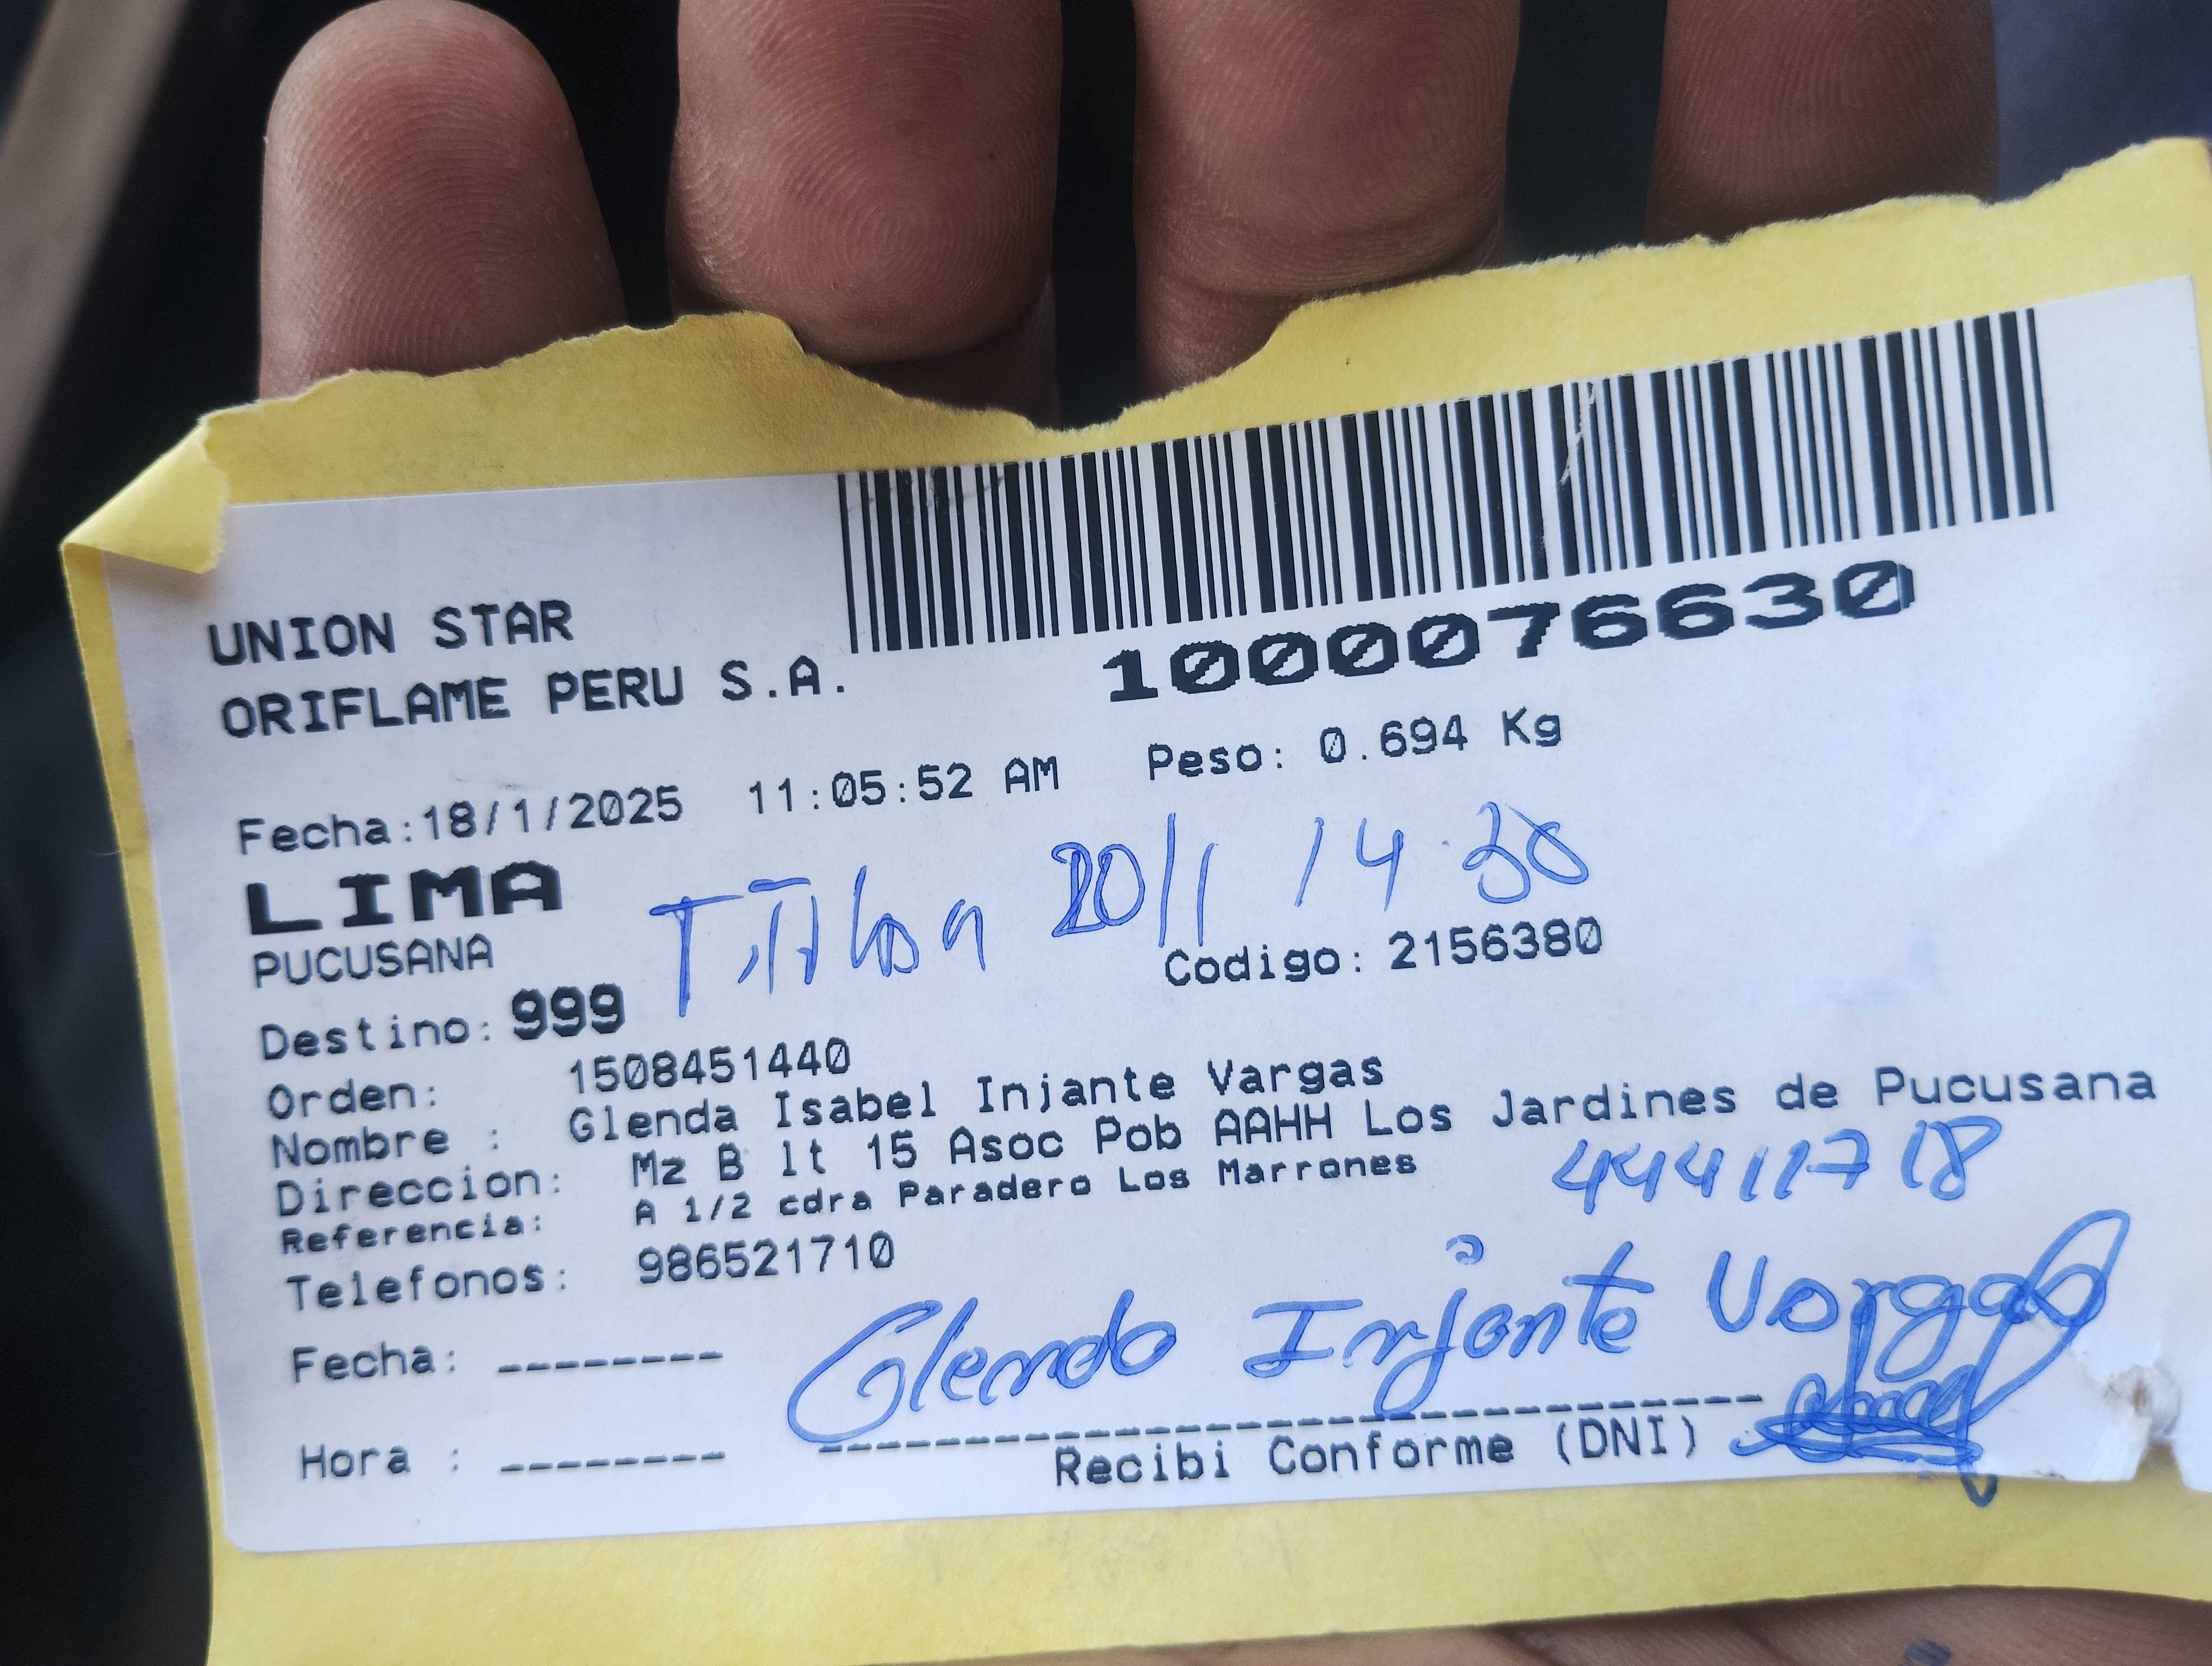 UNION STAR
ORIFLAME PERU S.A.
1000076630
Fecha:18/1/2025 11:05:52 AM Peso: 0.694 Kg
LIMA
Titular 20/1 14:30
PUCUSANA
Codigo: 2156380
Destino: 999
Orden: 1508451440
Nombre : Glenda Isabel Injante Vargas
Direccion: Mz B lt 15 Asoc Pob AAHH Los Jardines de Pucusana
Referencia: A 1/2 cdra Paradero Los Marrones
44411718
Telefonos: 986521710
Glenda Injante Vargas
Fecha: --------
Hora : --------
Recibi Conforme (DNI)